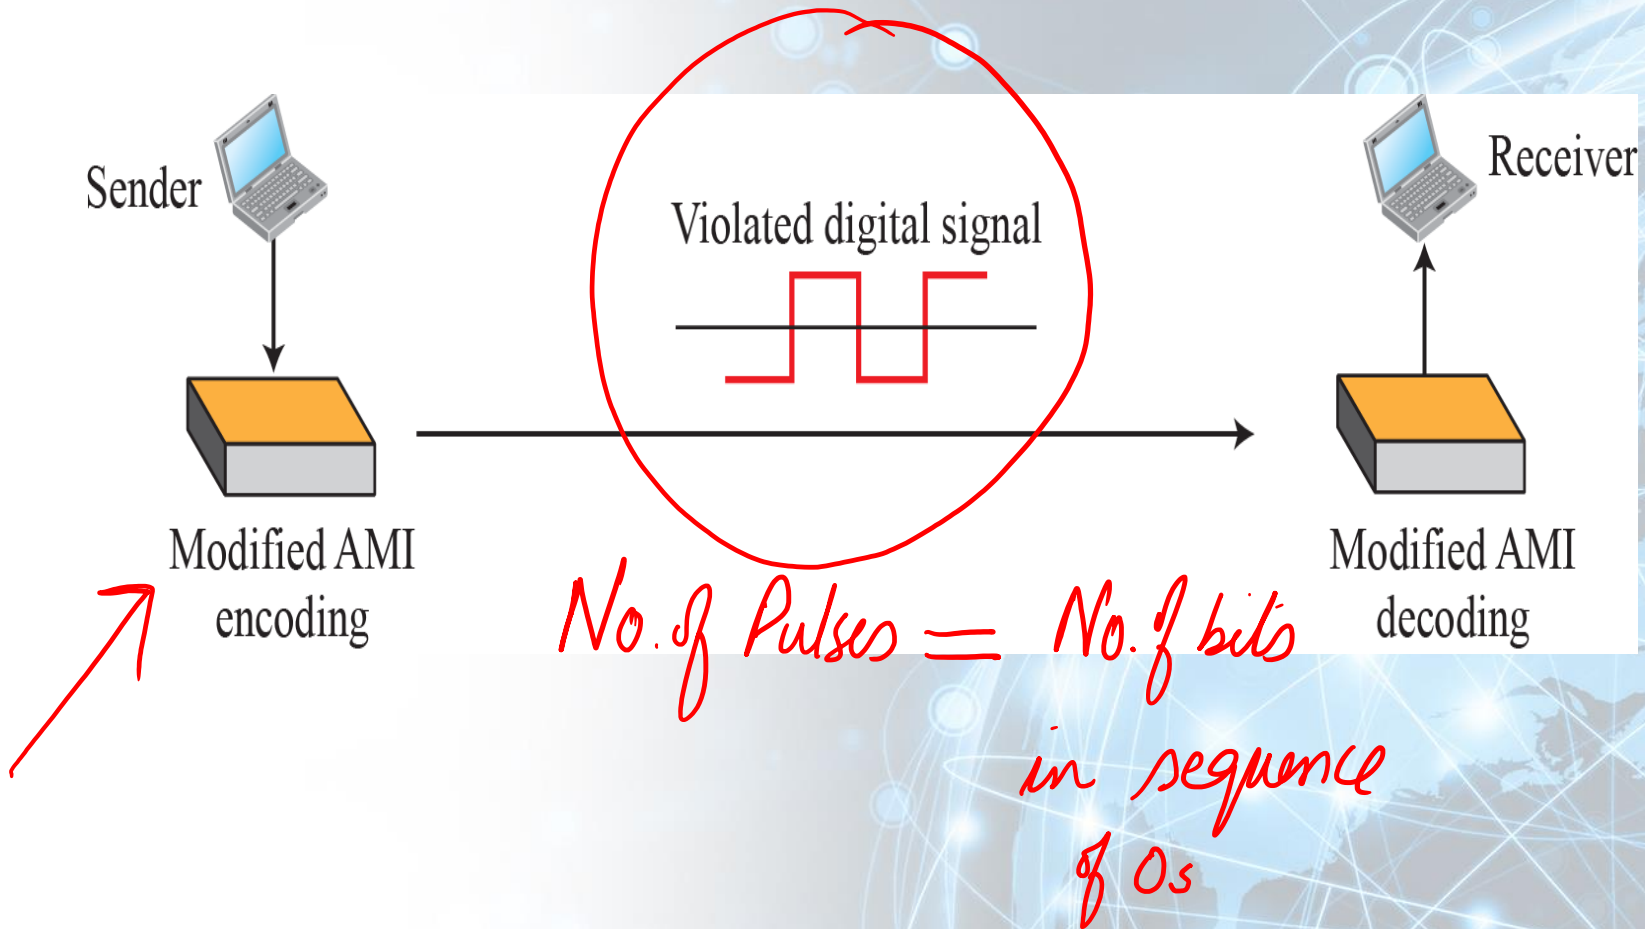 Sender
Receiver
Violated digital signal
Modified AMI
encoding
Modified AMI
decoding
No. of Pulses = No. of bits
in sequence
of 0s